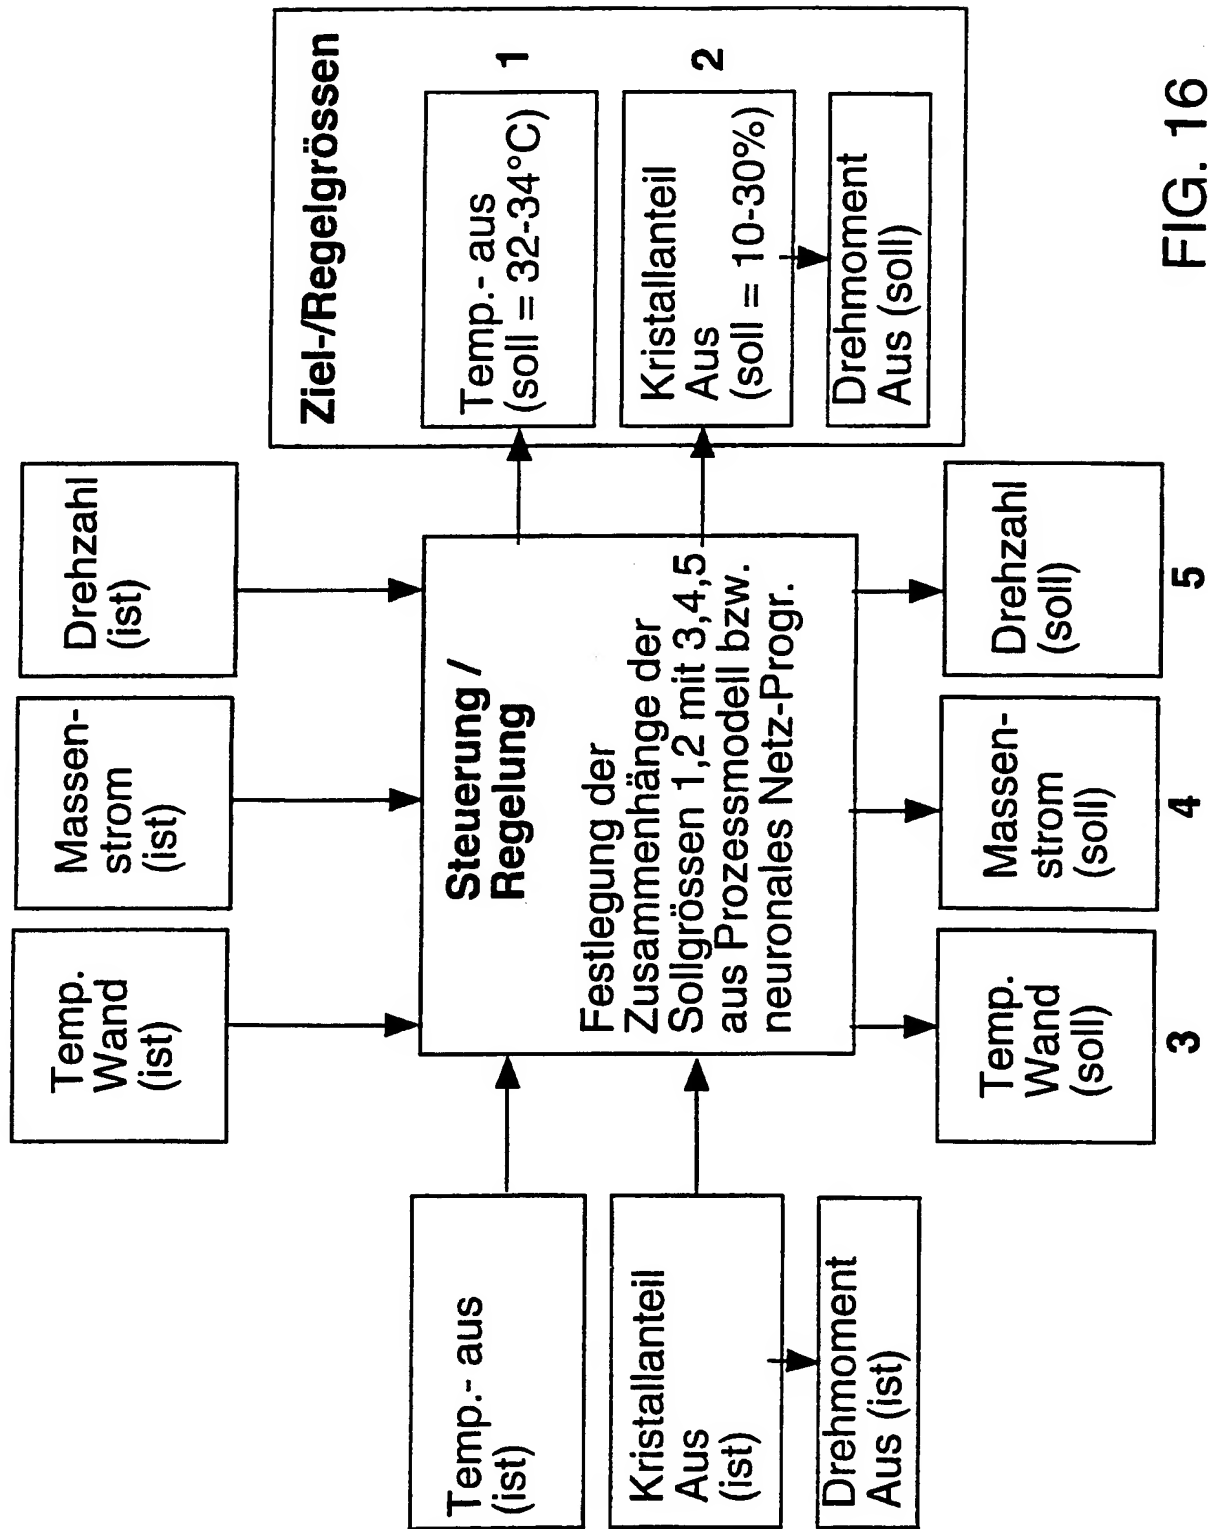 Temp.
Wand
(ist)
Massen-
strom
(ist)
Drehzahl
(ist)
Temp.- aus
(ist)
Kristallanteil
Aus
(ist)
Drehmoment
Aus (ist)
Steuerung /
Regelung
Festlegung der
Zusammenhänge der
Sollgrössen 1,2 mit 3,4,5
aus Prozessmodell bzw.
neuronales Netz-Progr.
Ziel-/Regelgrössen
Temp.- aus
(soll = 32-34°C)
1
Kristallanteil
Aus
(soll = 10-30%)
2
Drehmoment
Aus (soll)
Temp.
Wand
(soll)
3
Massen-
strom
(soll)
4
Drehzahl
(soll)
5
FIG. 16